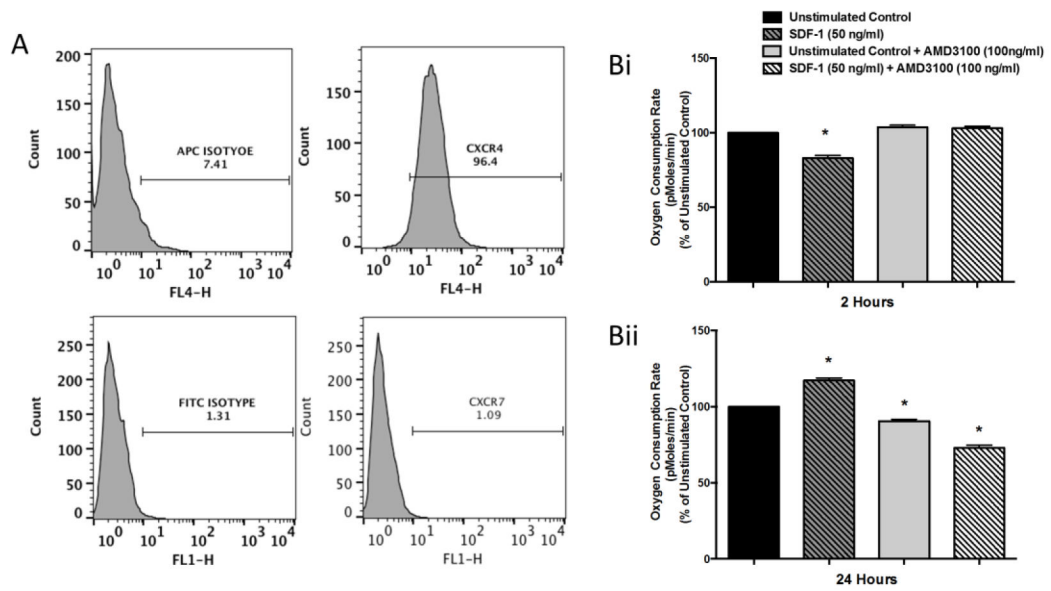 A
200
150
100
50
0
Count
APC ISOTYOE
7.41
10^0 10^1 10^2 10^3 10^4
FL4-H
200
150
100
50
0
Count
CXCR4
96.4
10^0 10^1 10^2 10^3 10^4
FL4-H
250
200
150
100
50
0
Count
FITC ISOTYPE
1.31
10^0 10^1 10^2 10^3 10^4
FL1-H
250
200
150
100
50
0
Count
CXCR7
1.09
10^0 10^1 10^2 10^3 10^4
FL1-H
Unstimulated Control
SDF-1 (50 ng/ml)
Unstimulated Control + AMD3100 (100ng/ml)
SDF-1 (50 ng/ml) + AMD3100 (100 ng/ml)
Bi
150
100
50
0
Oxygen Consumption Rate
(pMoles/min)
(% of Unstimulated Control)
*
2 Hours
Bii
150
100
50
0
Oxygen Consumption Rate
(pMoles/min)
(% of Unstimulated Control)
*
*
*
24 Hours